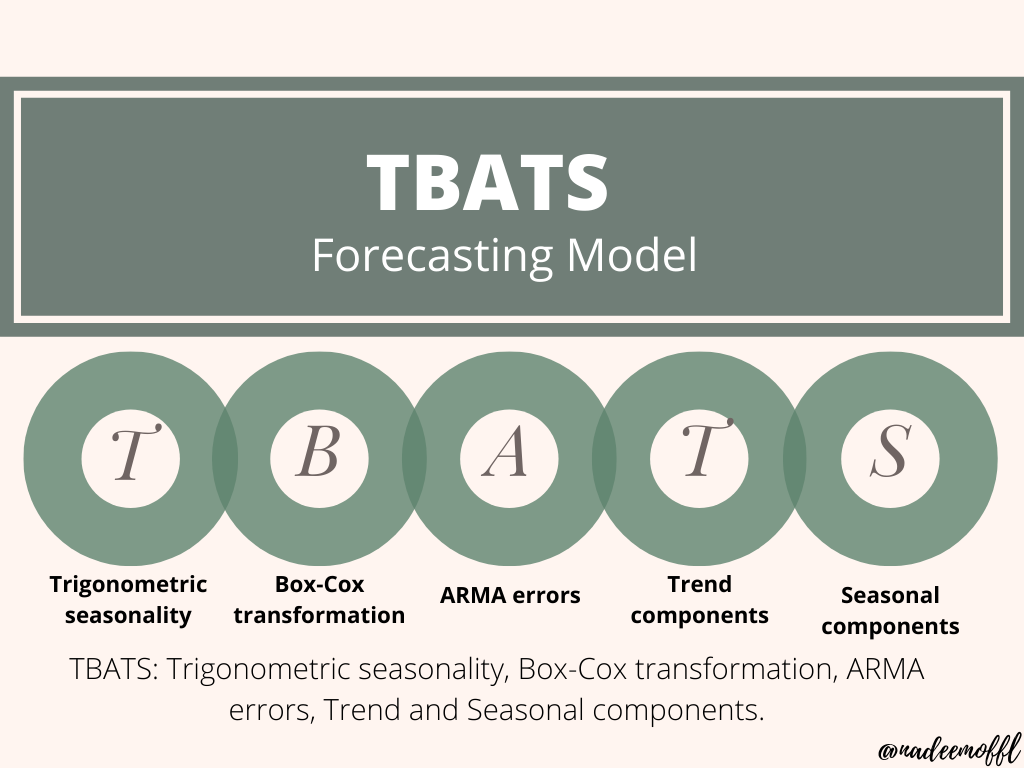 TBATS
Forecasting Model
T B A T S
Trigonometric
seasonality
Box-Cox
transformation
ARMA errors
Trend
components
Seasonal
components
TBATS: Trigonometric seasonality, Box-Cox transformation, ARMA
errors, Trend and Seasonal components.
@nadeemoffl